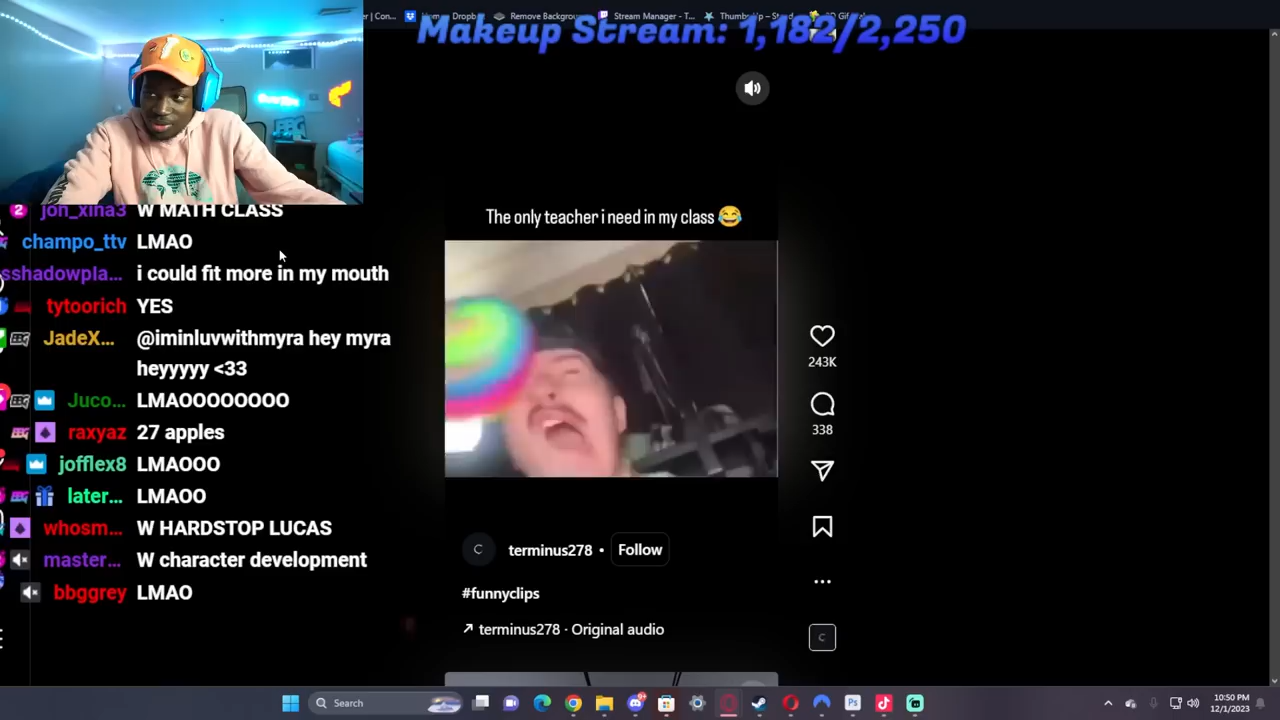 Remove Backgroun
Stream Manager - T...
Makeup Stream: 1,182/2,250
The only teacher i need in my class 😂
2 jon_xina3 W MATH CLASS
champo_ttv LMAO
sshadowpla... i could fit more in my mouth
tytoorich YES
JadeX... @iminluvwithmyra hey myra
heyyyyy <33
Juco... LMAOOOOOOOO
raxyaz 27 apples
jofflex8 LMAOOO
later... LMAOO
whosm... W HARDSTOP LUCAS
master... W character development
bbggrey LMAO
243K
338
C terminus278 • Follow
#funnyclips
terminus278 · Original audio
C
Search
10:50 PM
12/1/2023